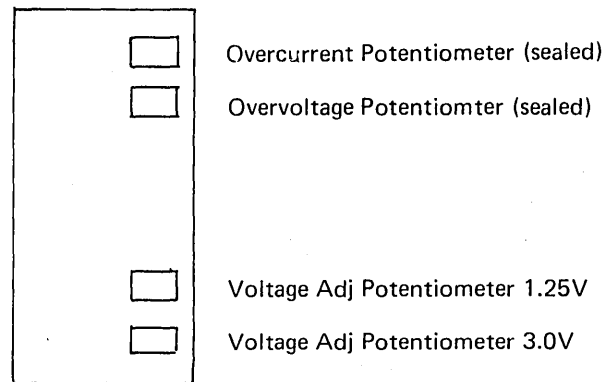 Overcurrent Potentiometer (sealed)
Overvoltage Potentiomter (sealed)
Voltage Adj Potentiometer 1.25V
Voltage Adj Potentiometer 3.0V